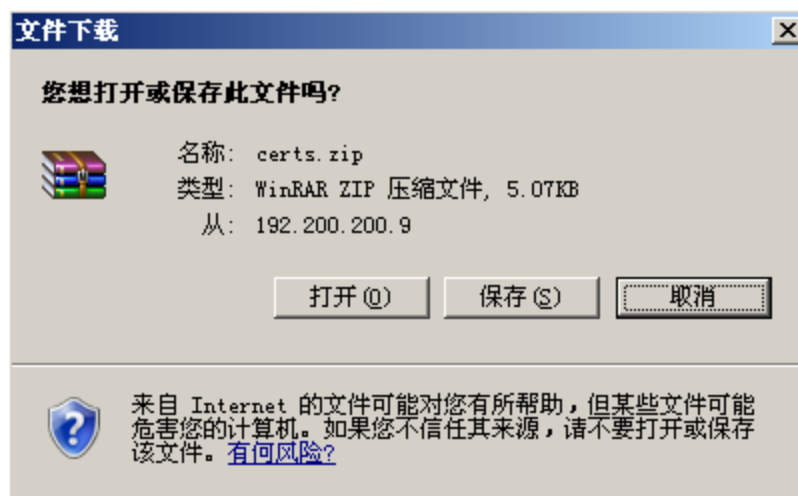 文件下载
您想打开或保存此文件吗?
名称: certs.zip
类型: WinRAR ZIP 压缩文件, 5.07KB
从: 192.200.200.9
打开(O) 保存(S) 取消
来自 Internet 的文件可能对您有所帮助，但某些文件可能
危害您的计算机。如果您不信任其来源，请不要打开或保存
该文件。有何风险?